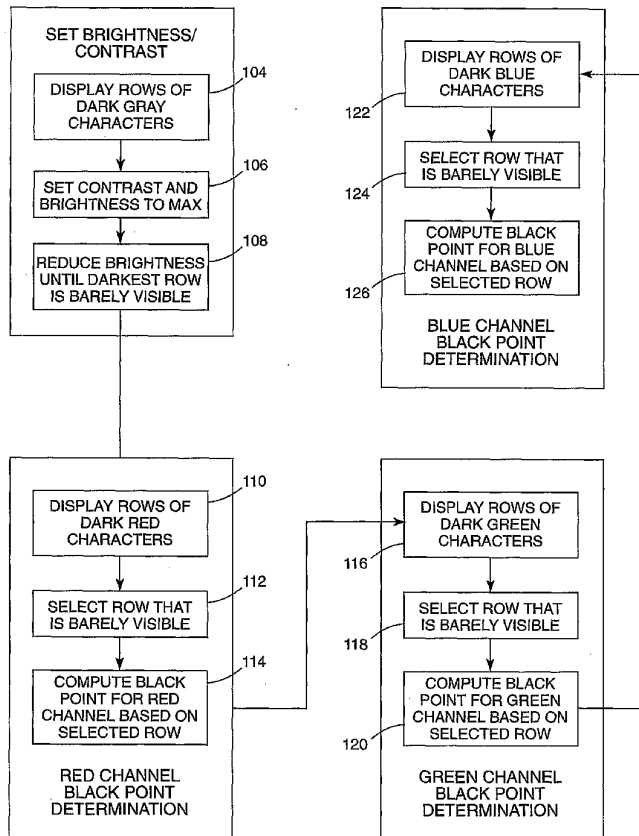 SET BRIGHTNESS/
CONTRAST
104
DISPLAY ROWS OF
DARK GRAY
CHARACTERS
106
SET CONTRAST AND
BRIGHTNESS TO MAX
108
REDUCE BRIGHTNESS
UNTIL DARKEST ROW
IS BARELY VISIBLE
110
DISPLAY ROWS OF
DARK RED
CHARACTERS
112
SELECT ROW THAT
IS BARELY VISIBLE
114
COMPUTE BLACK
POINT FOR RED
CHANNEL BASED ON
SELECTED ROW
RED CHANNEL
BLACK POINT
DETERMINATION
DISPLAY ROWS OF
DARK GREEN
CHARACTERS
116
SELECT ROW THAT
IS BARELY VISIBLE
118
COMPUTE BLACK
POINT FOR GREEN
CHANNEL BASED ON
SELECTED ROW
120
GREEN CHANNEL
BLACK POINT
DETERMINATION
DISPLAY ROWS OF
DARK BLUE
CHARACTERS
122
SELECT ROW THAT
IS BARELY VISIBLE
124
COMPUTE BLACK
POINT FOR BLUE
CHANNEL BASED ON
SELECTED ROW
126
BLUE CHANNEL
BLACK POINT
DETERMINATION